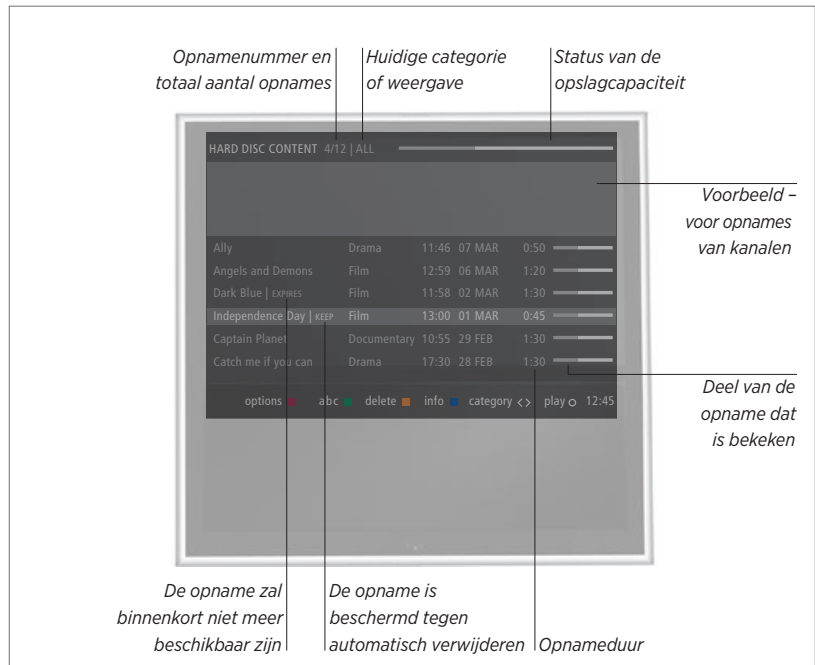 Opnamenummer en
totaal aantal opnames
Huidige categorie
of weergave
Status van de
opslagcapaciteit
HARD DISC CONTENT 4/12 | ALL
Voorbeeld –
voor opnames
van kanalen
Ally Drama 11:46 07 MAR 0:50
Angels and Demons Film 12:59 06 MAR 1:20
Dark Blue | EXPIRES Film 11:58 02 MAR 1:30
Independence Day | KEEP Film 13:00 01 MAR 0:45
Captain Planet Documentary 10:55 29 FEB 1:30
Catch me if you can Drama 17:30 28 FEB 1:30
Deel van de
opname dat
is bekeken
options abc delete info category <> play 12:45
De opname zal
binnenkort niet meer
beschikbaar zijn
De opname is
beschermd tegen
automatisch verwijderen
Opnameduur